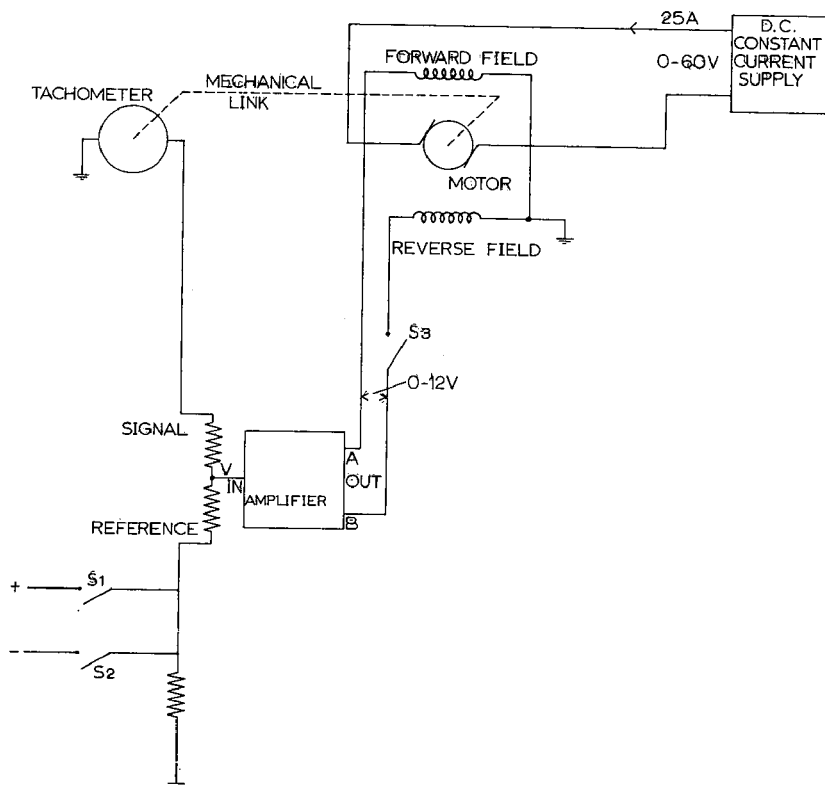 25A
D.C.
CONSTANT
CURRENT
SUPPLY
0-60V
FORWARD FIELD
MECHANICAL
LINK
TACHOMETER
MOTOR
REVERSE FIELD
S3
0-12V
SIGNAL
V
IN
AMPLIFIER
A
OUT
B
REFERENCE
+
S1
-
S2